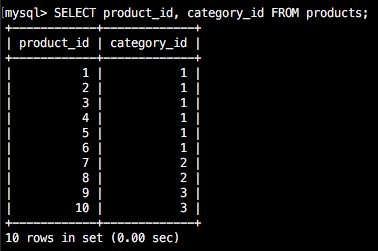 mysql> SELECT product_id, category_id FROM products;
+------------+-------------+
| product_id | category_id |
+------------+-------------+
|          1 |           1 |
|          2 |           1 |
|          3 |           1 |
|          4 |           1 |
|          5 |           1 |
|          6 |           1 |
|          7 |           2 |
|          8 |           2 |
|          9 |           3 |
|         10 |           3 |
+------------+-------------+
10 rows in set (0.00 sec)